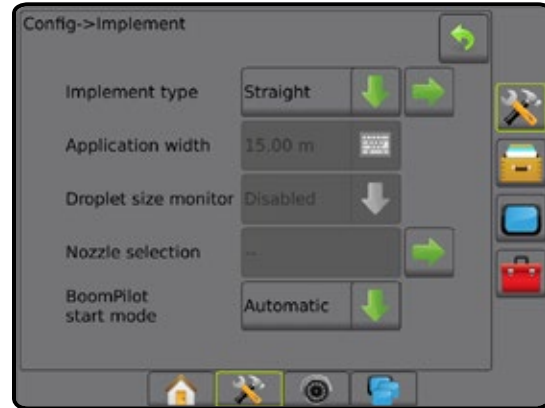 Config->Implement
Implement type
Straight
Application width
15.00 m
Droplet size monitor
Disabled
Nozzle selection
--
BoomPilot
start mode
Automatic